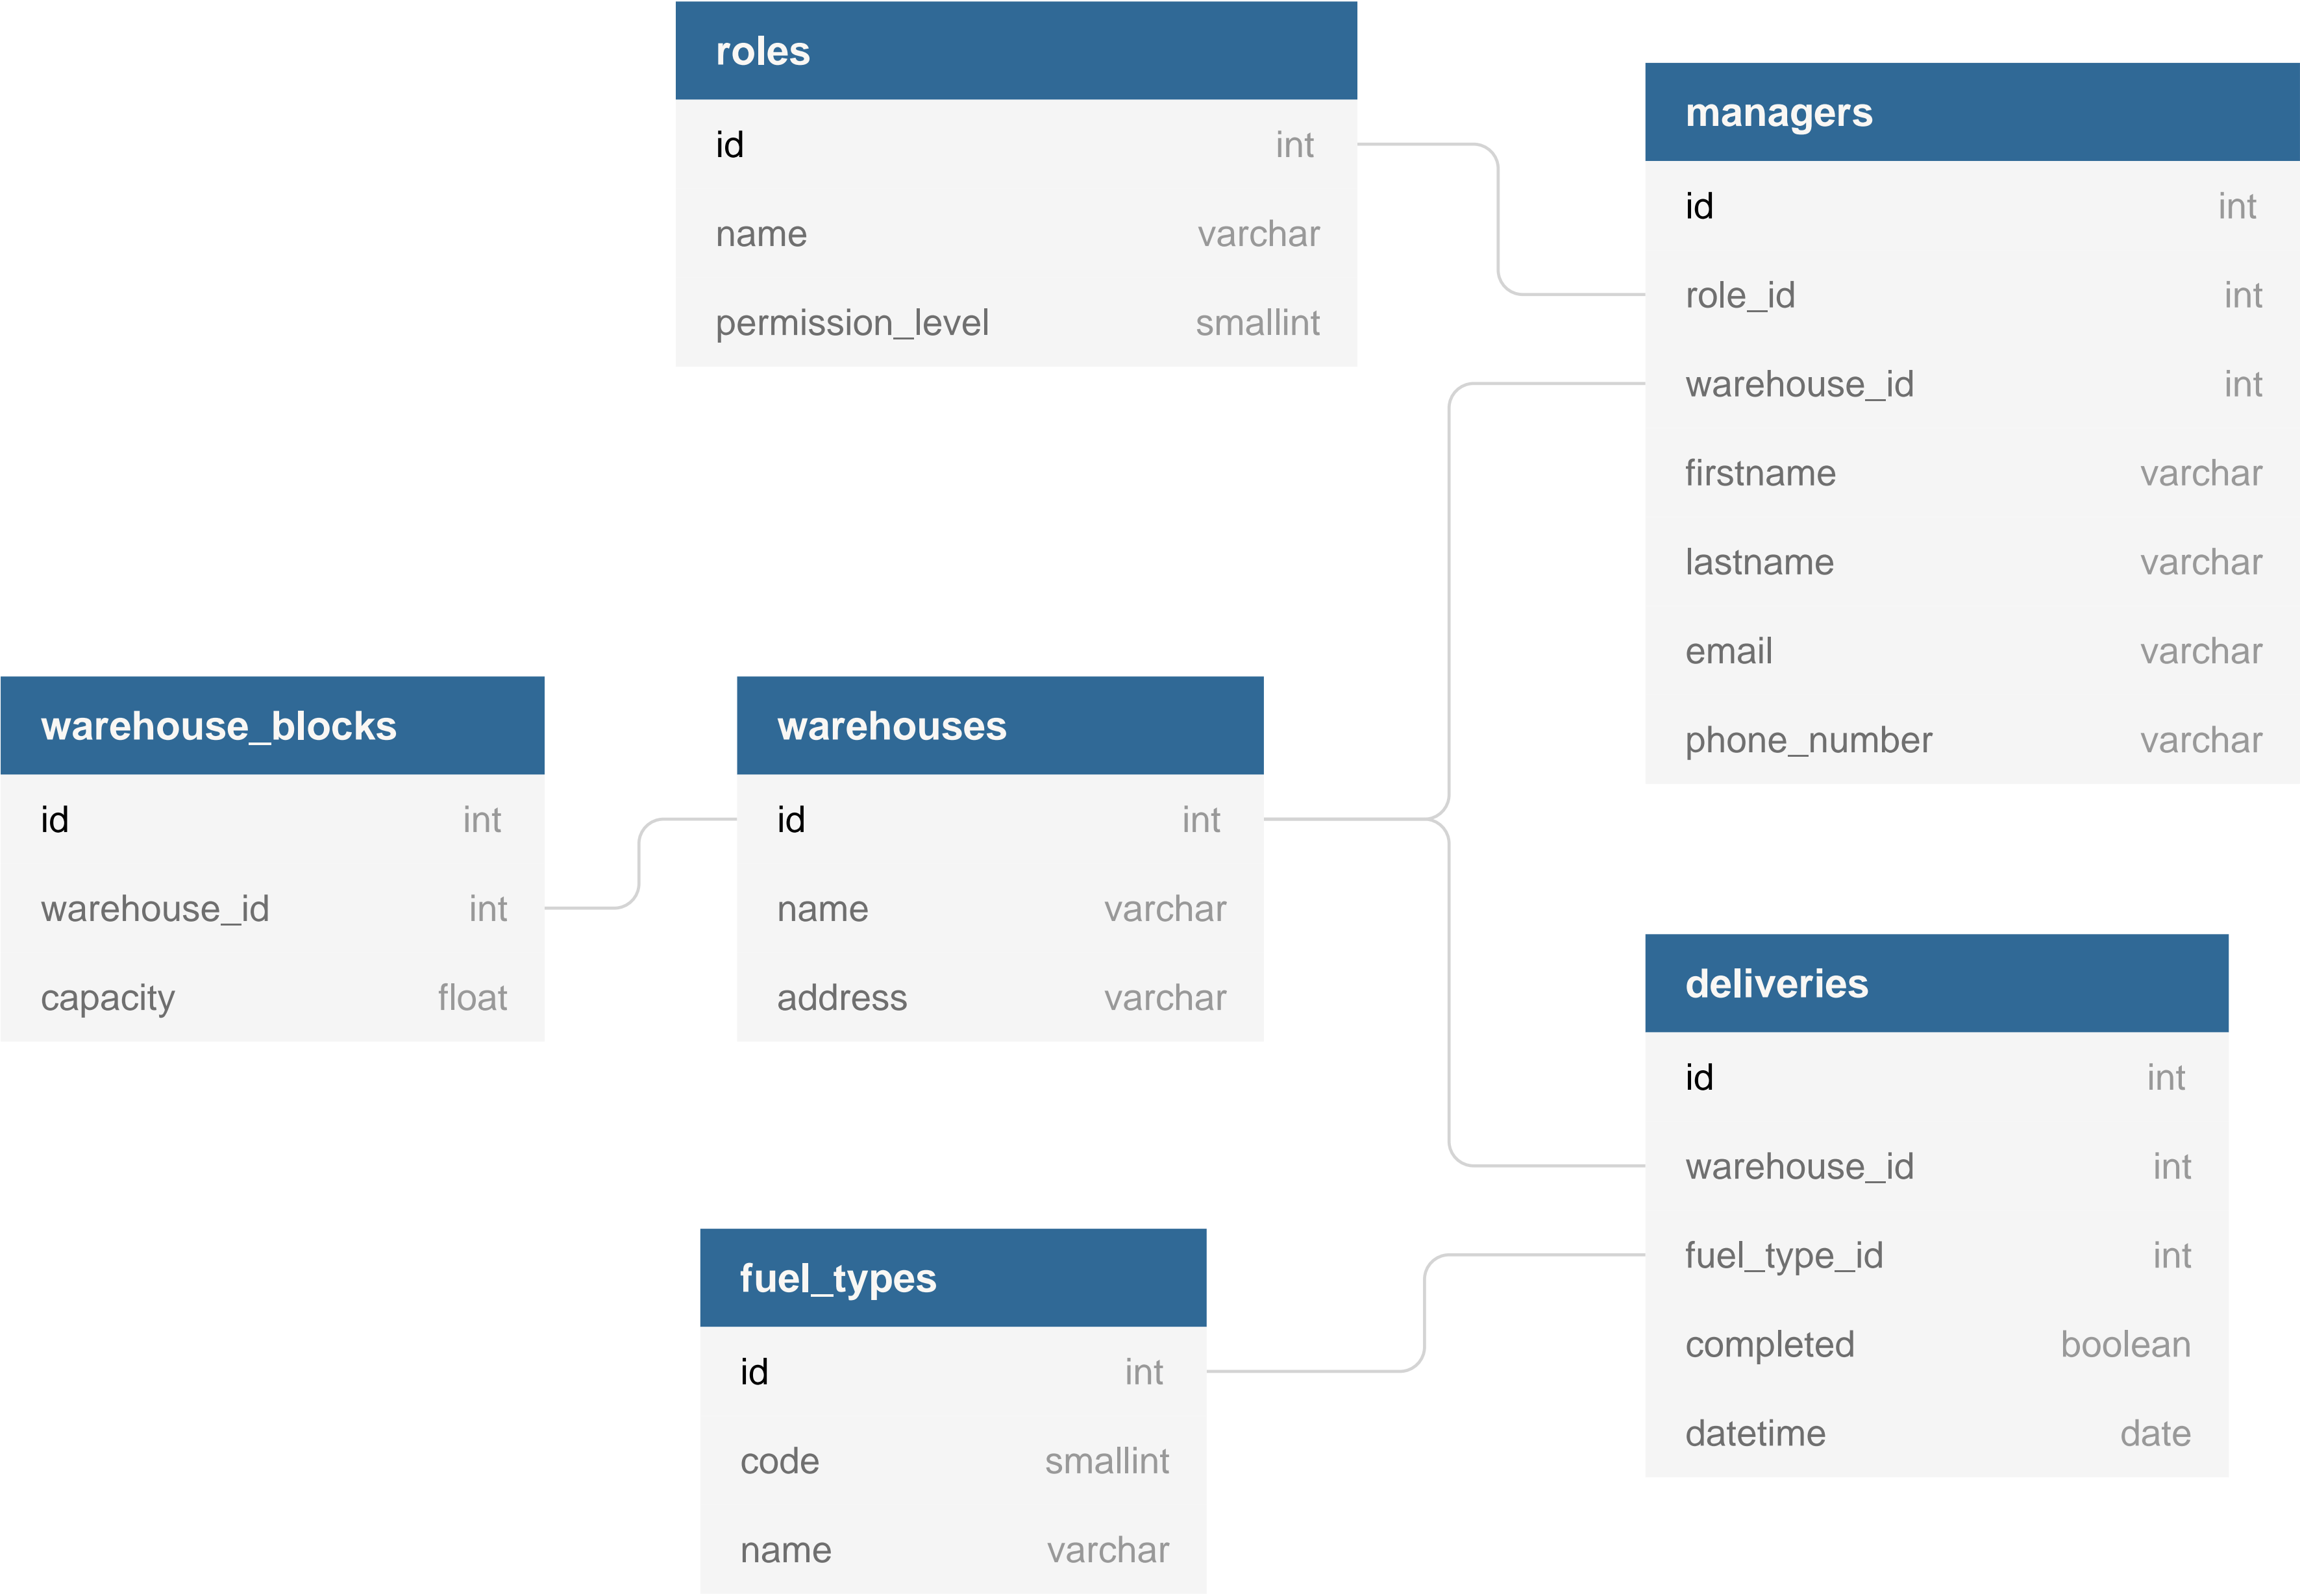 roles
id int
name varchar
permission_level smallint
managers
id int
role_id int
warehouse_id int
firstname varchar
lastname varchar
email varchar
phone_number varchar
warehouse_blocks
id int
warehouse_id int
capacity float
warehouses
id int
name varchar
address varchar
deliveries
id int
warehouse_id int
fuel_type_id int
completed boolean
datetime date
fuel_types
id int
code smallint
name varchar